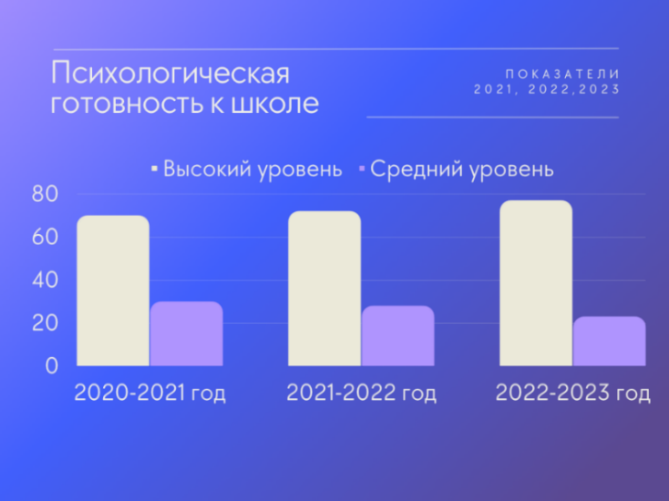 Психологическая
готовность к школе
ПОКАЗАТЕЛИ
2021, 2022,2023
Высокий уровень Средний уровень
80
60
40
20
0
2020-2021 год 2021-2022 год 2022-2023 год